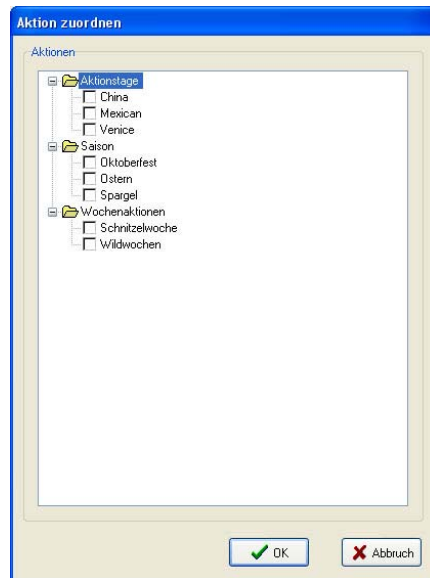 Aktion zuordnen
Aktionen
Aktionstage
China
Mexican
Venice
Saison
Oktoberfest
Ostern
Spargel
Wochenaktionen
Schnitzelwoche
Wildwochen
OK
Abbruch